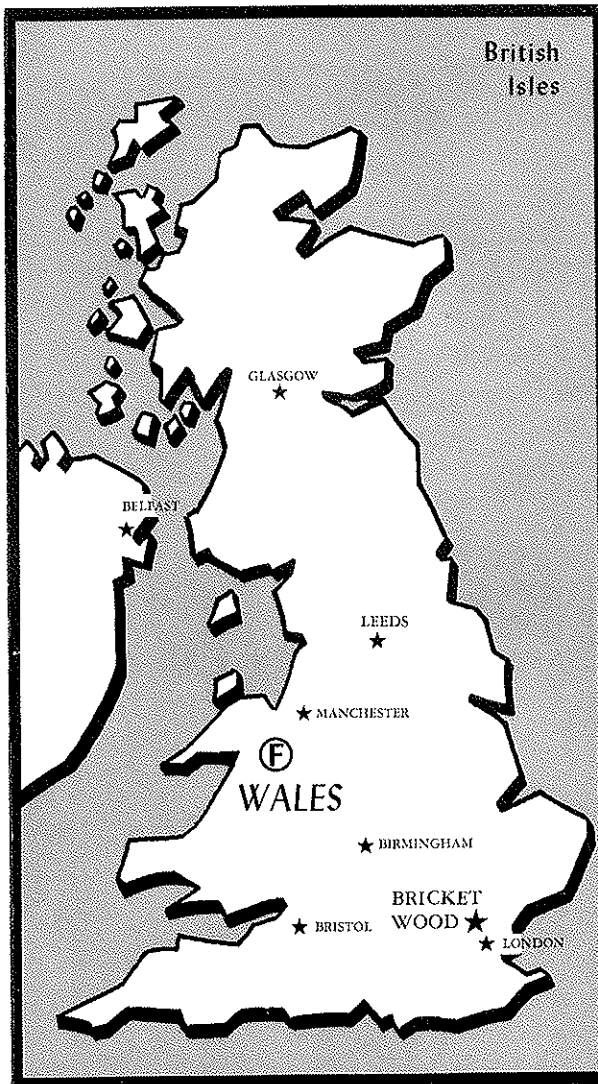 British
Isles
GLASGOW
BELFAST
LEEDS
MANCHESTER
F
WALES
BIRMINGHAM
BRICKET
WOOD
BRISTOL
LONDON